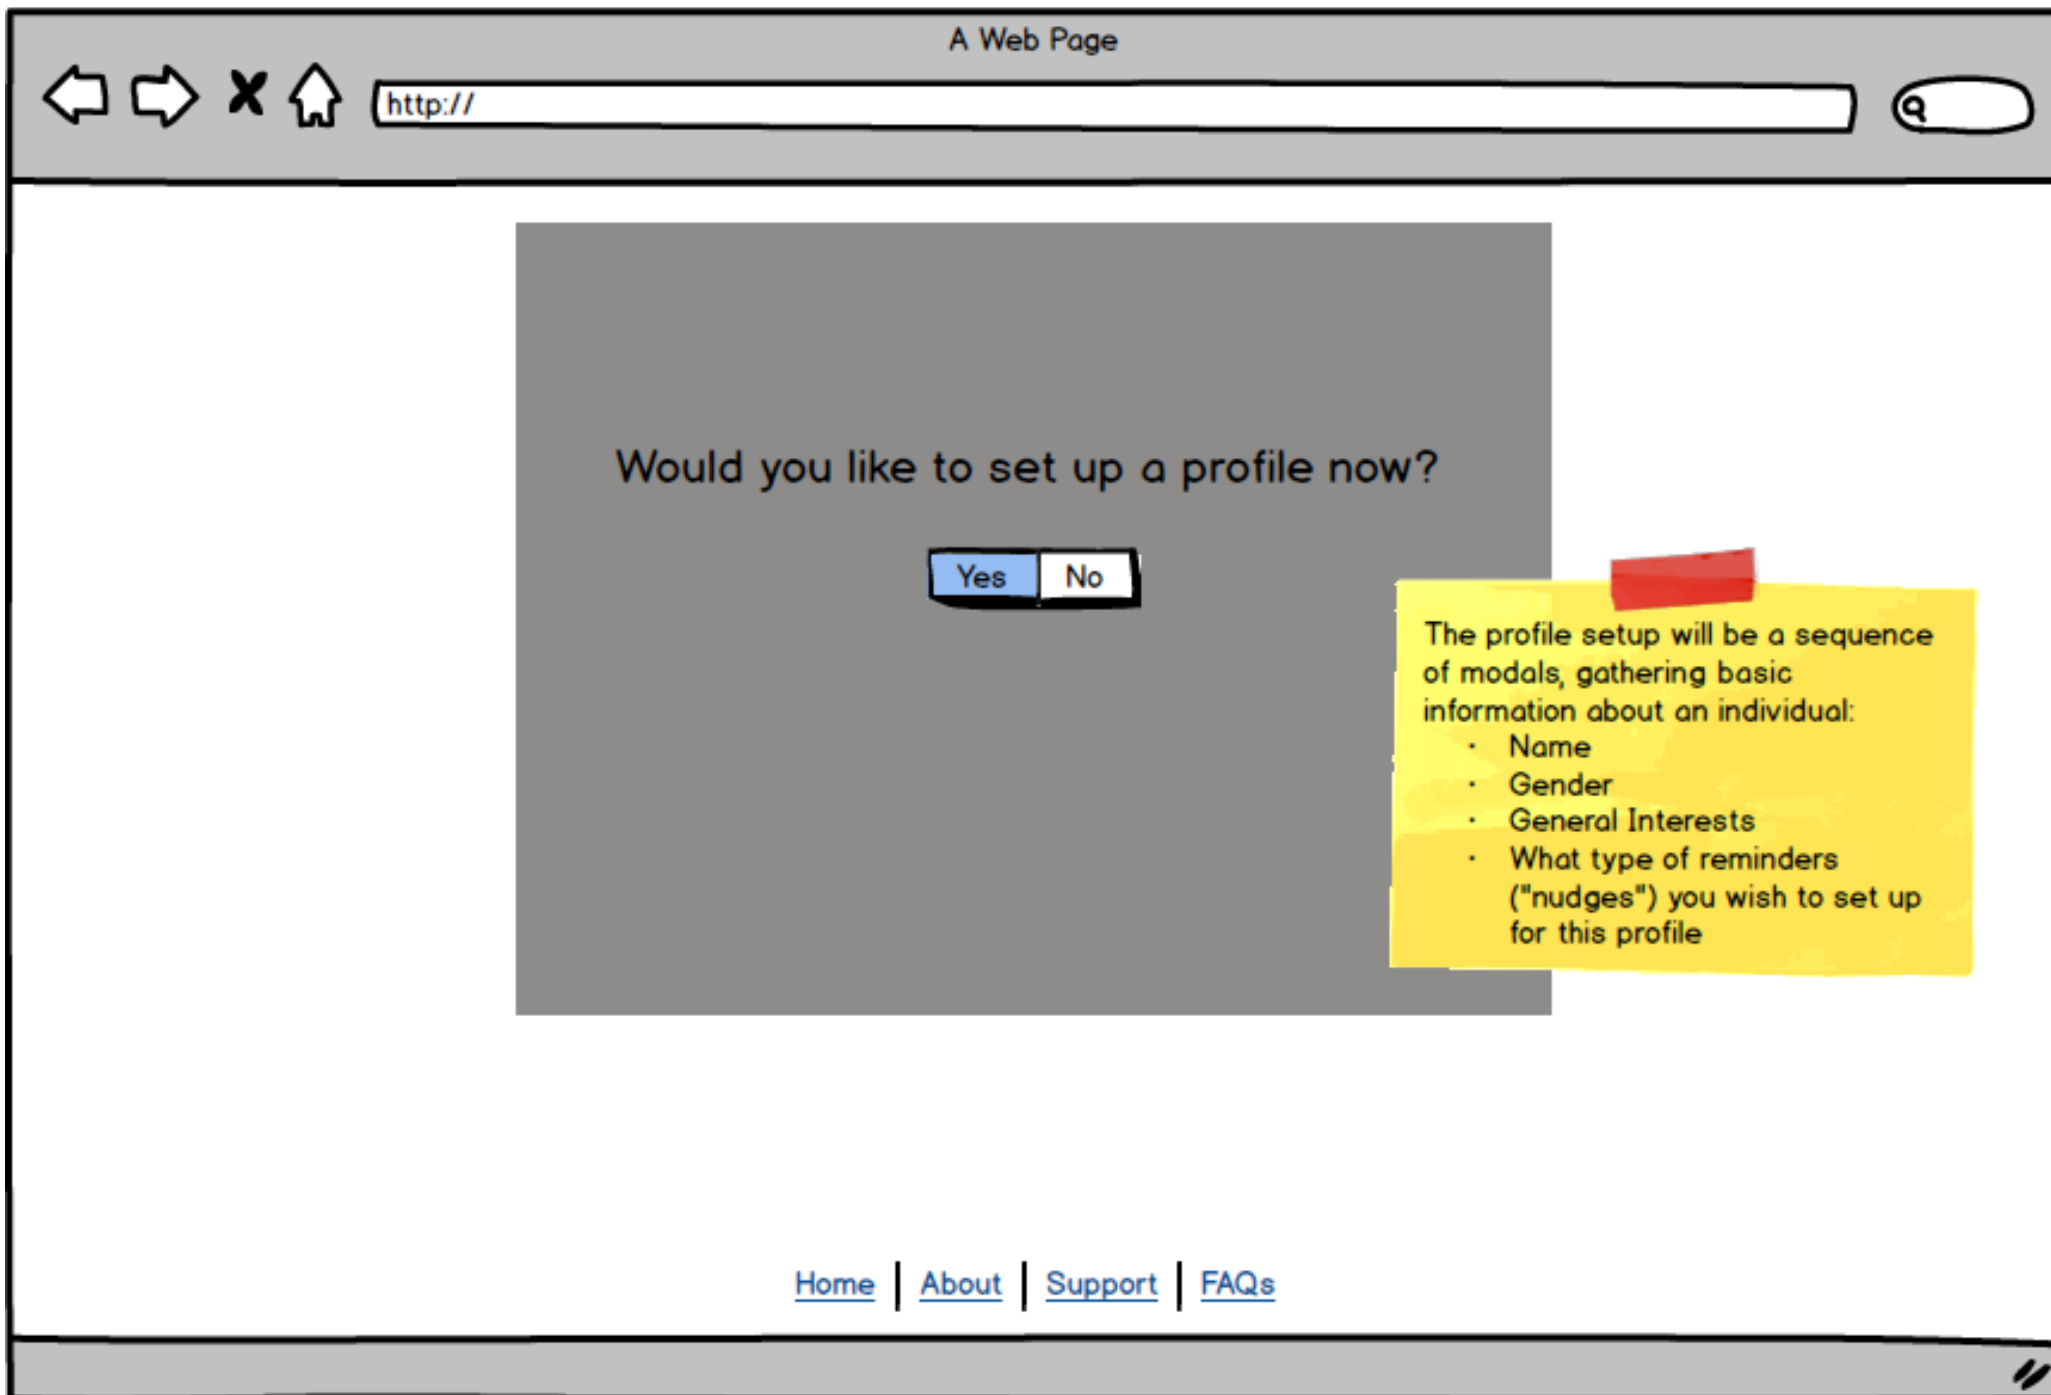 A Web Page
http://
Would you like to set up a profile now?
Yes No
The profile setup will be a sequence
of modals, gathering basic
information about an individual:
· Name
· Gender
· General Interests
· What type of reminders
("nudges") you wish to set up
for this profile
Home | About | Support | FAQs